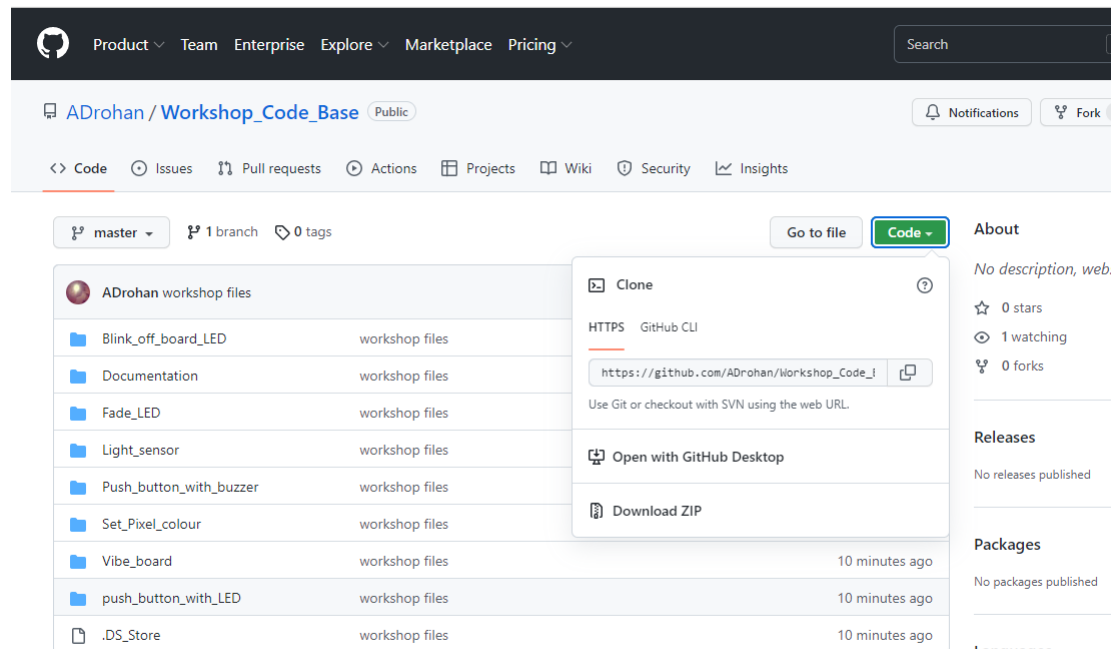 Product Team Enterprise Explore Marketplace Pricing Search
ADrohan / Workshop_Code_Base Public Notifications Fork
Code Issues Pull requests Actions Projects Wiki Security Insights
master 1 branch 0 tags Go to file Code
ADrohan workshop files
Blink_off_board_LED workshop files
Documentation workshop files
Fade_LED workshop files
Light_sensor workshop files
Push_button_with_buzzer workshop files
Set_Pixel_colour workshop files
Vibe_board workshop files 10 minutes ago
push_button_with_LED workshop files 10 minutes ago
.DS_Store workshop files 10 minutes ago
Clone
HTTPS GitHub CLI
https://github.com/ADrohan/Workshop_Code_
Use Git or checkout with SVN using the web URL.
Open with GitHub Desktop
Download ZIP
About
No description, web
0 stars
1 watching
0 forks
Releases
No releases published
Packages
No packages published